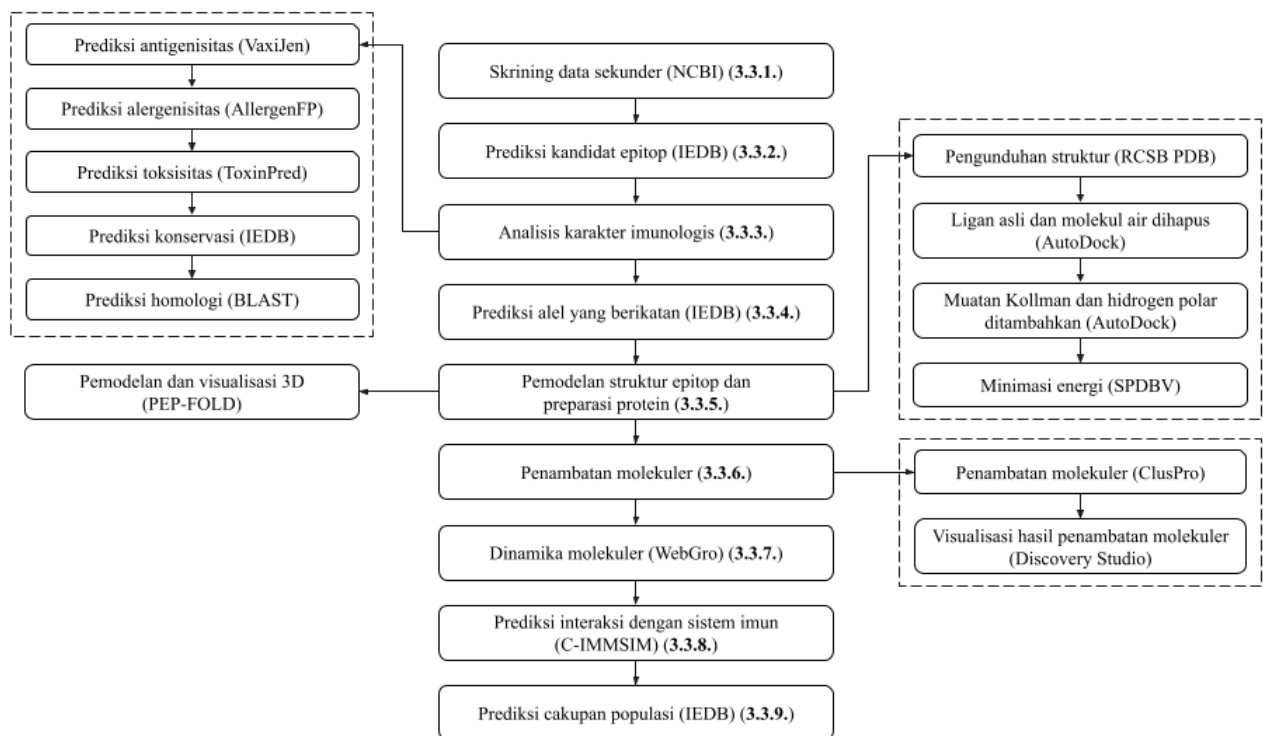 Prediksi antigenisitas (VaxiJen)
Prediksi alergenisitas (AllergenFP)
Prediksi toksisitas (ToxinPred)
Prediksi konservasi (IEDB)
Prediksi homologi (BLAST)
Pemodelan dan visualisasi 3D
(PEP-FOLD)
Skrining data sekunder (NCBI) (3.3.1.)
Prediksi kandidat epitop (IEDB) (3.3.2.)
Analisis karakter imunologis (3.3.3.)
Prediksi alel yang berikatan (IEDB) (3.3.4.)
Pemodelan struktur epitop dan
preparasi protein (3.3.5.)
Penambatan molekuler (3.3.6.)
Dinamika molekuler (WebGro) (3.3.7.)
Prediksi interaksi dengan sistem imun
(C-IMMSIM) (3.3.8.)
Prediksi cakupan populasi (IEDB) (3.3.9.)
Pengunduhan struktur (RCSB PDB)
Ligan asli dan molekul air dihapus
(AutoDock)
Muatan Kollman dan hidrogen polar
ditambahkan (AutoDock)
Minimasi energi (SPDBV)
Penambatan molekuler (ClusPro)
Visualisasi hasil penambatan molekuler
(Discovery Studio)